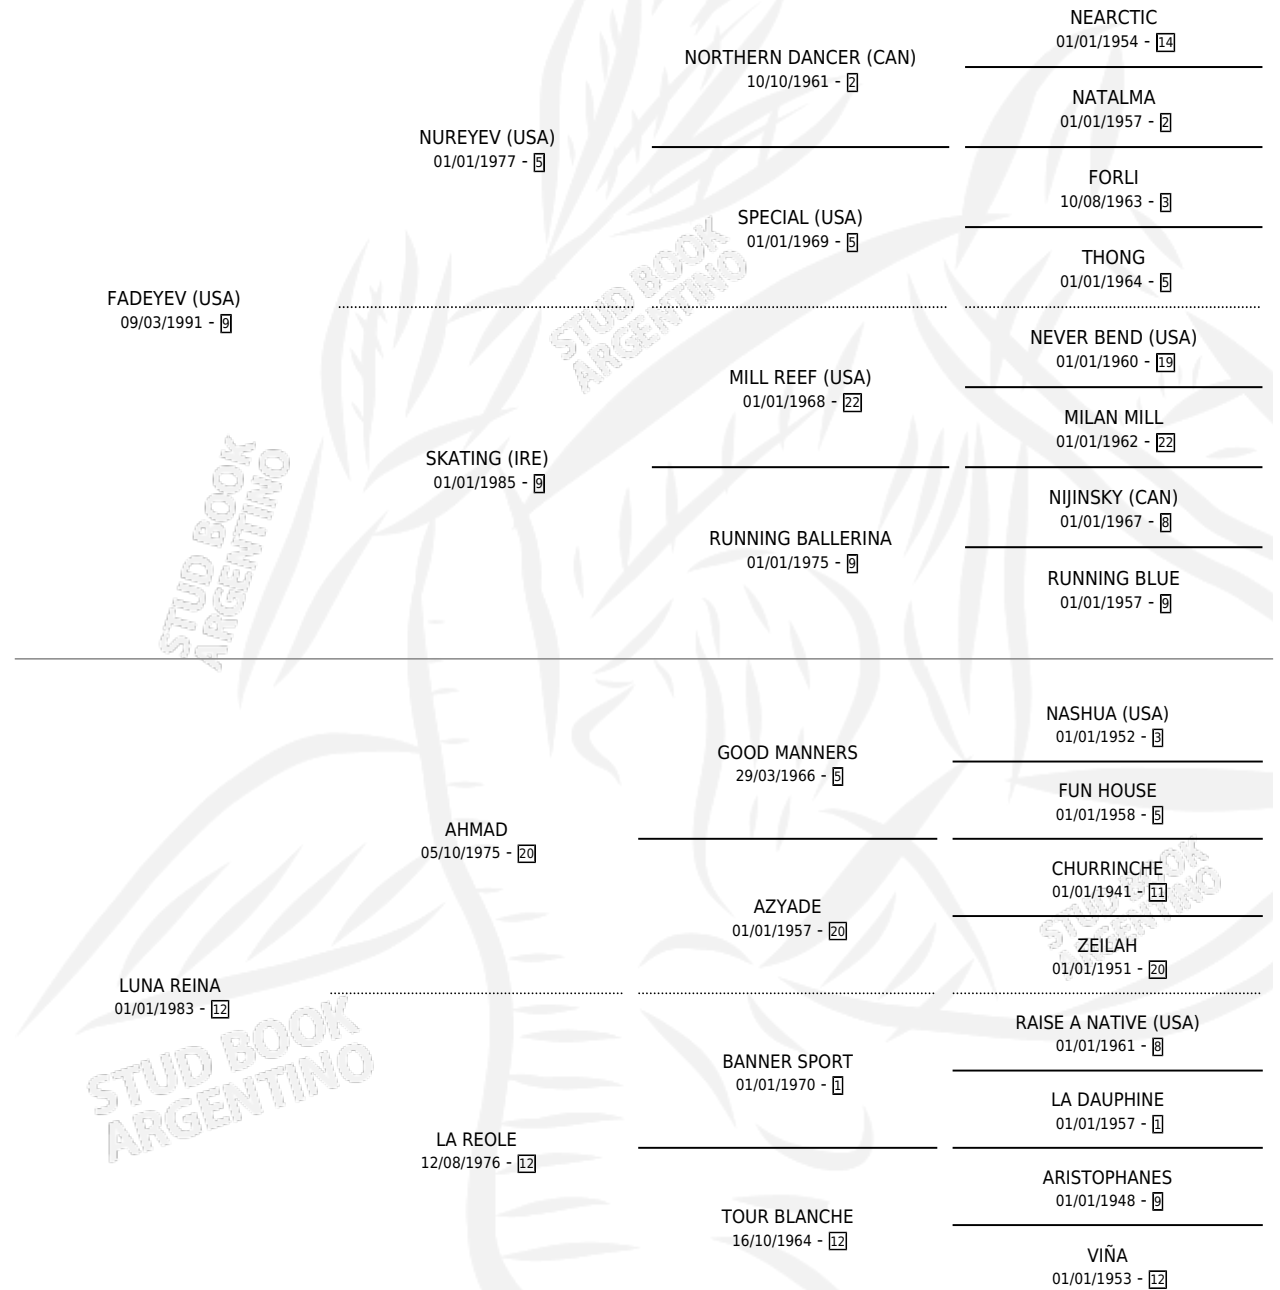 NEARCTIC
01/01/1954 - 14
NORTHERN DANCER (CAN)
10/10/1961 - 2
NATALMA
01/01/1957 - 2
NUREYEV (USA)
01/01/1977 - 5
FORLI
10/08/1963 - 3
SPECIAL (USA)
01/01/1969 - 5
THONG
01/01/1964 - 5
FADEYEV (USA)
09/03/1991 - 9
NEVER BEND (USA)
01/01/1960 - 19
MILL REEF (USA)
01/01/1968 - 22
MILAN MILL
01/01/1962 - 22
SKATING (IRE)
01/01/1985 - 9
NIJINSKY (CAN)
01/01/1967 - 8
RUNNING BALLERINA
01/01/1975 - 9
RUNNING BLUE
01/01/1957 - 9
NASHUA (USA)
01/01/1952 - 3
GOOD MANNERS
29/03/1966 - 5
FUN HOUSE
01/01/1958 - 5
AHMAD
05/10/1975 - 20
CHURRINCHE
01/01/1941 - 11
AZYADE
01/01/1957 - 20
ZEILAH
01/01/1951 - 20
LUNA REINA
01/01/1983 - 12
RAISE A NATIVE (USA)
01/01/1961 - 8
BANNER SPORT
01/01/1970 - 1
LA DAUPHINE
01/01/1957 - 1
LA REOLE
12/08/1976 - 12
ARISTOPHANES
01/01/1948 - 9
TOUR BLANCHE
16/10/1964 - 12
VIÑA
01/01/1953 - 12
STUD BOOK
ARGENTINO
STUD BOOK
ARGENTINO
STUD BOOK
ARGENTINO
STUD BOOK
ARGENTINO